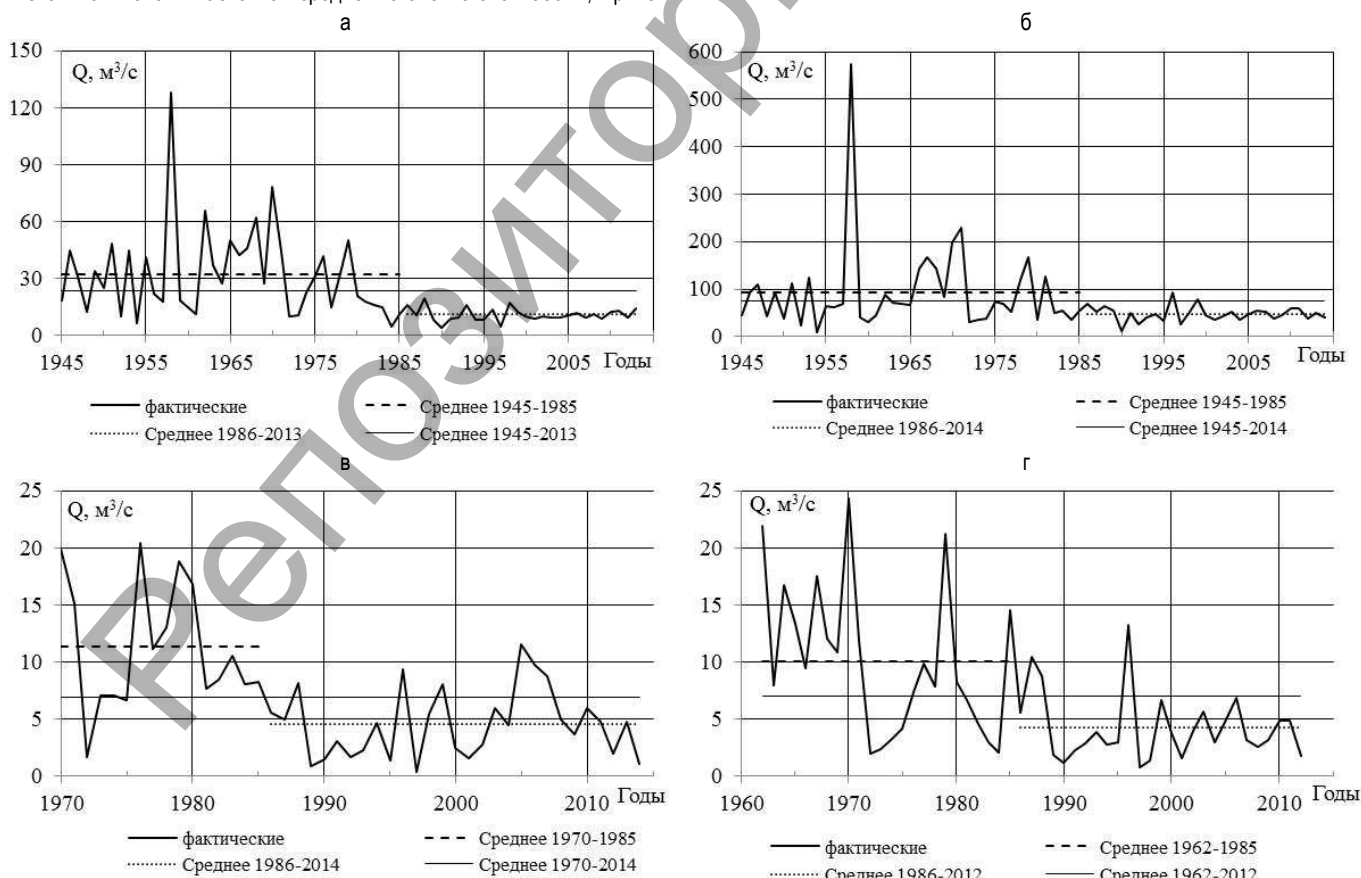 а
150
Q, м³/с
120
90
60
30
0
1945 1955 1965 1975 1985 1995 2005 Годы
фактические Среднее 1945-1985
Среднее 1986-2013 Среднее 1945-2013
б
600
Q, м³/с
500
400
300
200
100
0
1945 1955 1965 1975 1985 1995 2005 Годы
фактические Среднее 1945-1985
Среднее 1986-2014 Среднее 1945-2014
в
25
Q, м³/с
20
15
10
5
0
1970 1980 1990 2000 2010 Годы
фактические Среднее 1970-1985
Среднее 1986-2014 Среднее 1970-2014
г
25
Q, м³/с
20
15
10
5
0
1960 1970 1980 1990 2000 2010 Годы
фактические Среднее 1962-1985
Среднее 1986-2012 Среднее 1962-2012
Репозитор